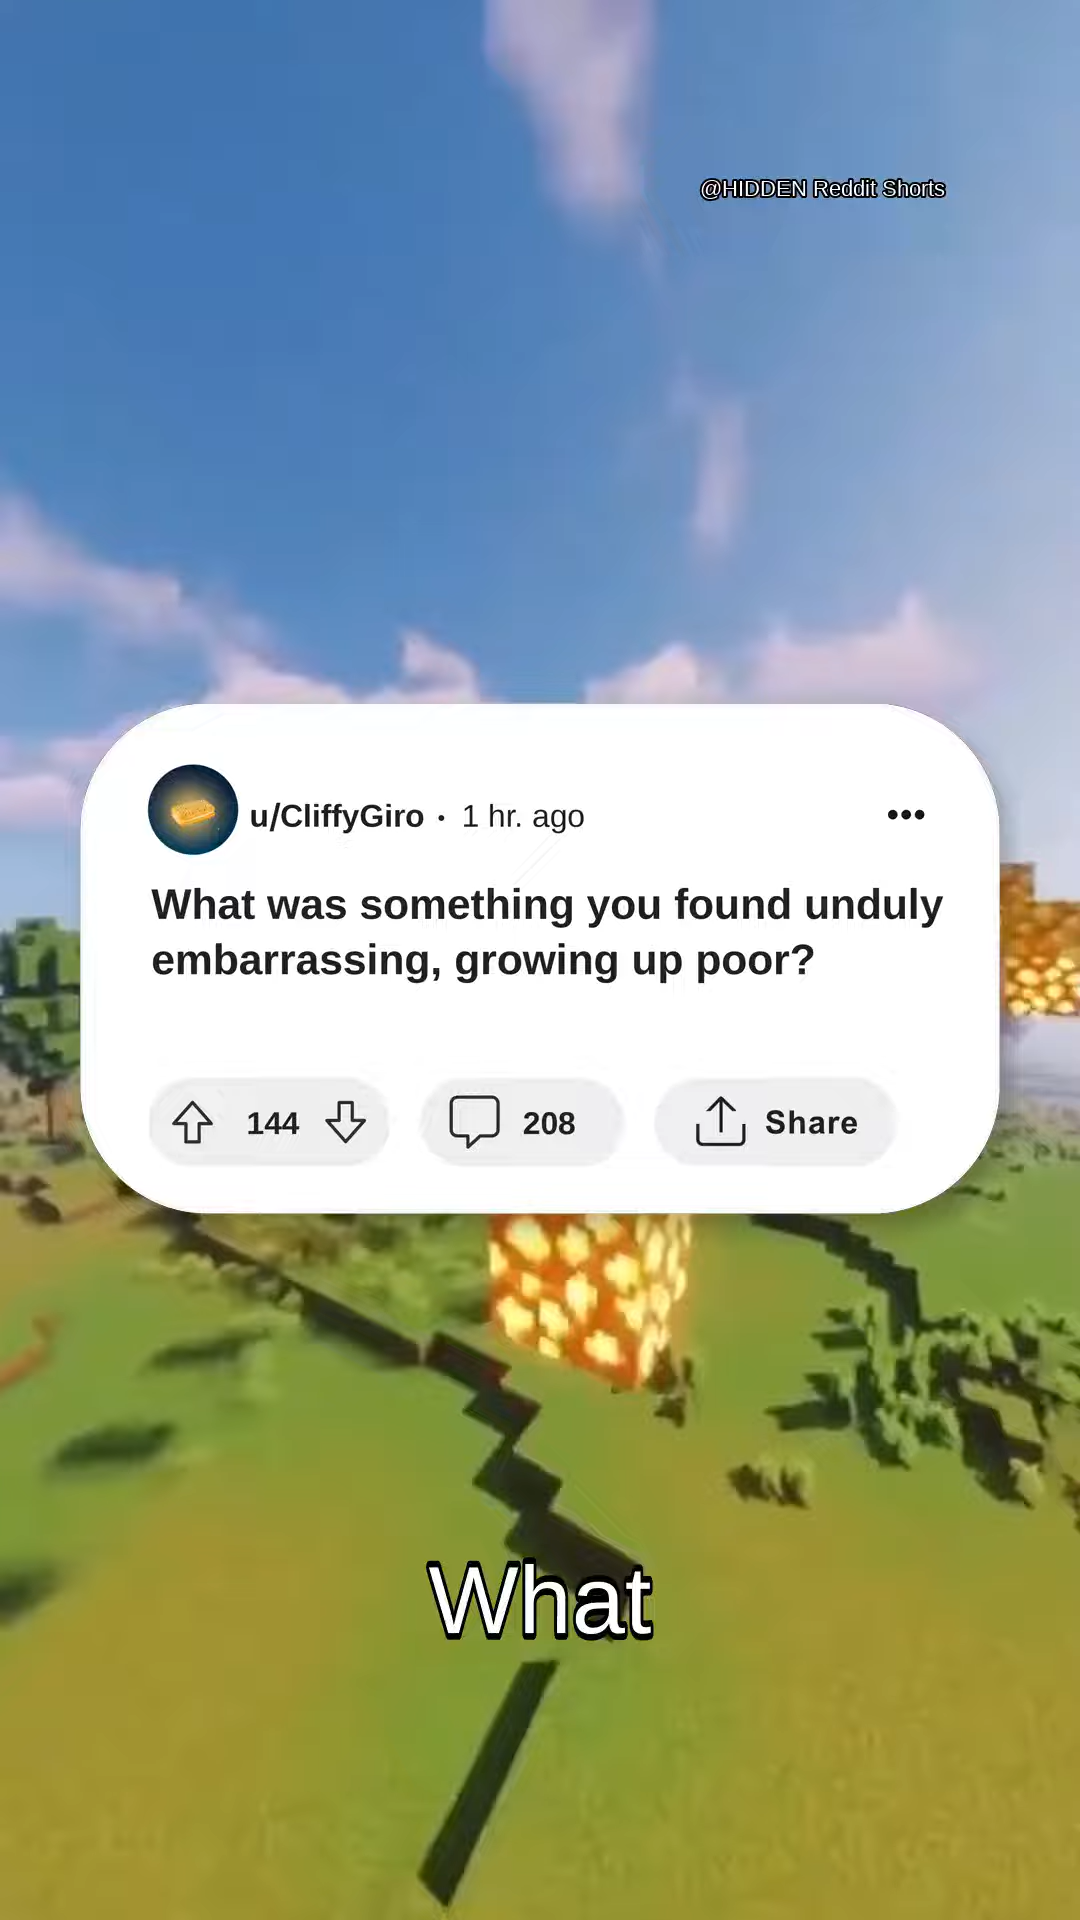 @HIDDEN Reddit Shorts
u/CliffyGiro • 1 hr. ago
What was something you found unduly
embarrassing, growing up poor?
144
208
Share
What